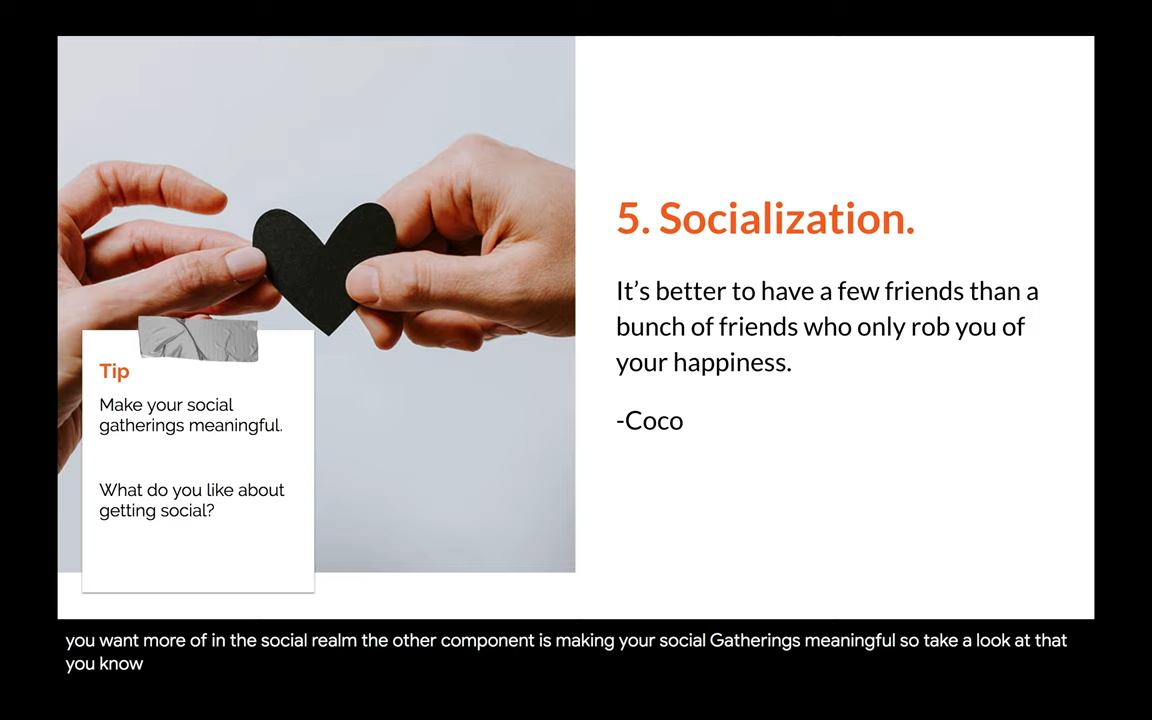 5. Socialization.
It’s better to have a few friends than a
bunch of friends who only rob you of
your happiness.
-Coco
Tip
Make your social
gatherings meaningful.
What do you like about
getting social?
you want more of in the social realm the other component is making your social Gatherings meaningful so take a look at that
you know